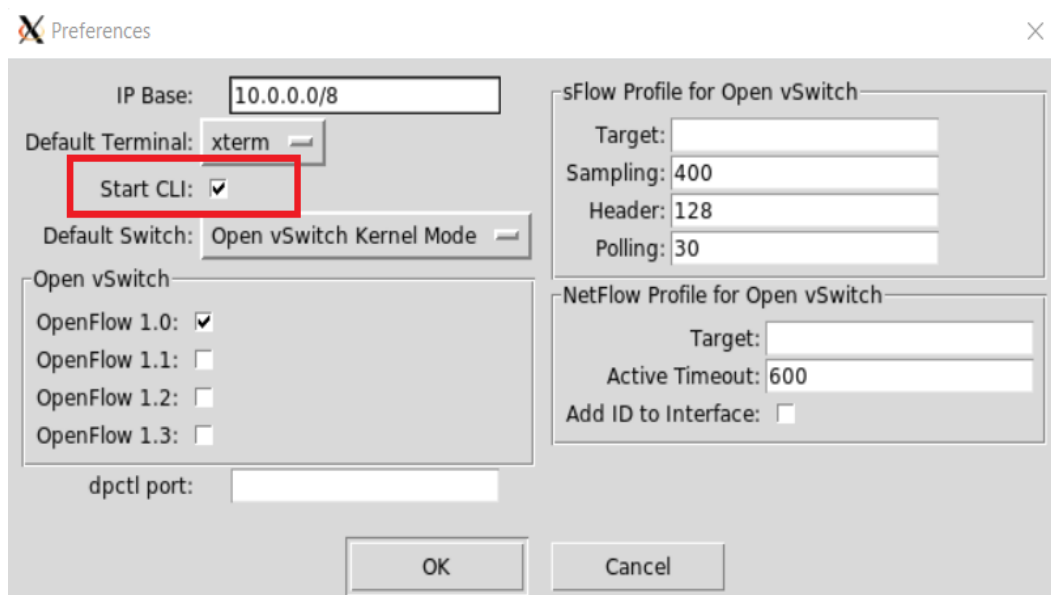 Preferences
IP Base: 10.0.0.0/8
Default Terminal: xterm
Start CLI:
Default Switch: Open vSwitch Kernel Mode
Open vSwitch
OpenFlow 1.0:
OpenFlow 1.1:
OpenFlow 1.2:
OpenFlow 1.3:
dpctl port:
sFlow Profile for Open vSwitch
Target:
Sampling: 400
Header: 128
Polling: 30
NetFlow Profile for Open vSwitch
Target:
Active Timeout: 600
Add ID to Interface:
OK
Cancel